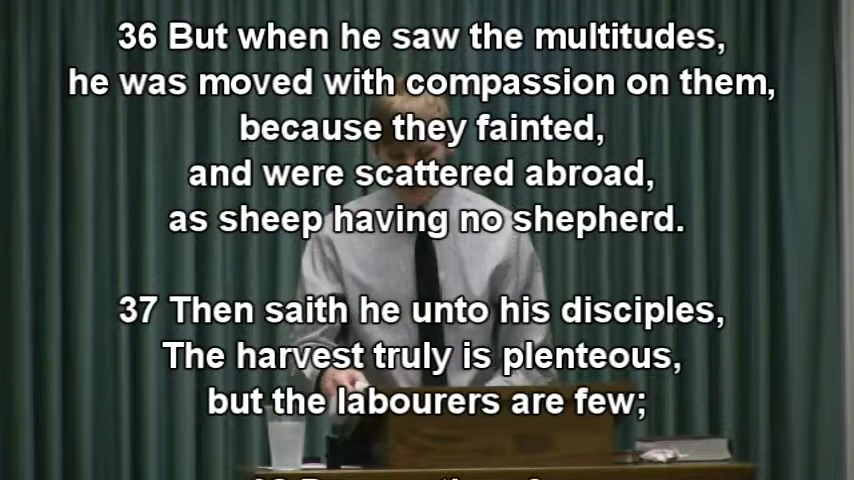 36 But when he saw the multitudes,
he was moved with compassion on them,
because they fainted,
and were scattered abroad,
as sheep having no shepherd.
37 Then saith he unto his disciples,
The harvest truly is plenteous,
but the labourers are few;